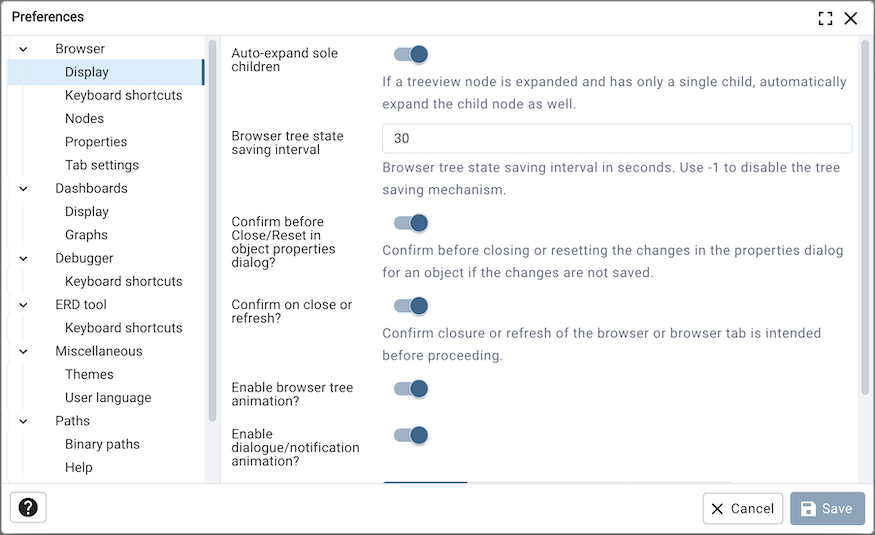 Preferences
Browser
Display
Keyboard shortcuts
Nodes
Properties
Tab settings
Dashboards
Display
Graphs
Debugger
Keyboard shortcuts
ERD tool
Keyboard shortcuts
Miscellaneous
Themes
User language
Paths
Binary paths
Help
Auto-expand sole
children
If a treeview node is expanded and has only a single child, automatically
expand the child node as well.
Browser tree state
saving interval
30
Browser tree state saving interval in seconds. Use -1 to disable the tree
saving mechanism.
Confirm before
Close/Reset in
object properties
dialog?
Confirm before closing or resetting the changes in the properties dialog
for an object if the changes are not saved.
Confirm on close or
refresh?
Confirm closure or refresh of the browser or browser tab is intended
before proceeding.
Enable browser tree
animation?
Enable
dialogue/notification
animation?
?
Cancel
Save